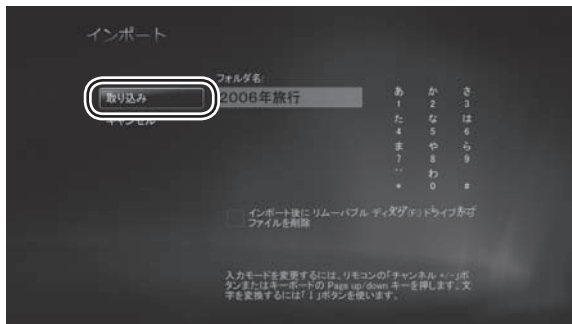 インポート
フォルダ名:
取り込み
2006年旅行
キャンセル
あ か さ
1 2 3
た な は
4 5 6
ま や ら
7 8 9
わ
* 0 #
インポート後に リムーバブル ディスク (F:) ドライブ
ファイルを削除
入力モードを変更するには、リモコンの「チャンネル +/-」ボ
タンまたはキーボードの Page up/down キーを押します。文
字を変換するには「↓」ボタンを使います。